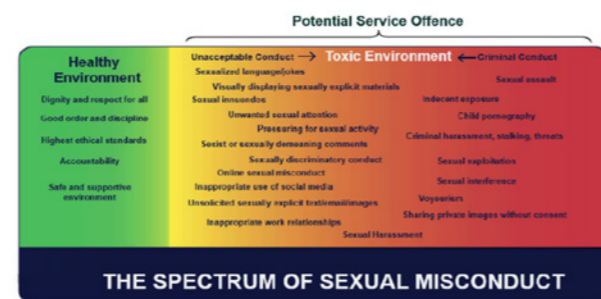 Potential Service Offence
Healthy
Environment
Dignity and respect for all
Good order and discipline
Highest ethical standards
Accountability
Safe and supportive
environment
Unacceptable Conduct → Toxic Environment ← Criminal Conduct
Sexualized language/jokes
Visually displaying sexually explicit materials
Sexual innuendos
Unwanted sexual attention
Pressuring for sexual activity
Sexist or sexually demeaning comments
Sexually discriminatory conduct
Online sexual misconduct
Inappropriate use of social media
Unsolicited sexually explicit text/email/images
Inappropriate work relationships
Sexual Harassment
Sexual assault
Indecent exposure
Child pornography
Criminal harassment, stalking, threats
Sexual exploitation
Sexual interference
Voyeurism
Sharing private images without consent
THE SPECTRUM OF SEXUAL MISCONDUCT